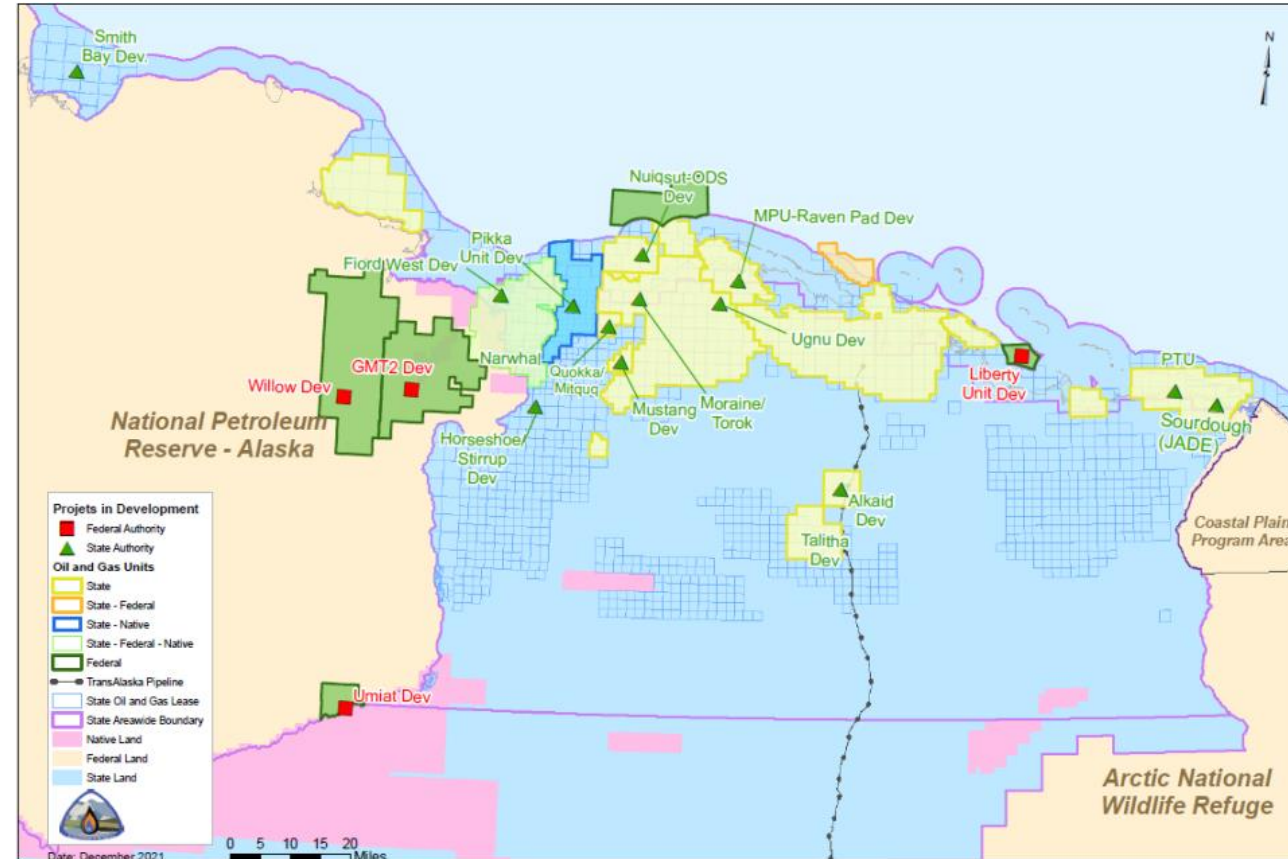 Smith
Bay Dev.
N
Nuiqsut-ODS
Dev
MPU-Raven Pad Dev
Pikka
Unit Dev
Fiord West Dev
Ugnu Dev
Narwhal
Quokka/
Mitquq
GMT2 Dev
Willow Dev
Liberty
Unit Dev
PTU
Mustang
Dev
Moraine/
Torok
Sourdough
(JADE)
National Petroleum
Reserve - Alaska
Horseshoe/
Stirrup
Dev
Alkaid
Dev
Talitha
Dev
Coastal Plain
Program Area
Projets in Development
Federal Authority
State Authority
Oil and Gas Units
State
State - Federal
State - Native
State - Federal - Native
Federal
TransAlaska Pipeline
State Oil and Gas Lease
State Areawide Boundary
Native Land
Federal Land
State Land
Umiat Dev
Arctic National
Wildlife Refuge
Date: December 2021
0 5 10 15 20
Miles